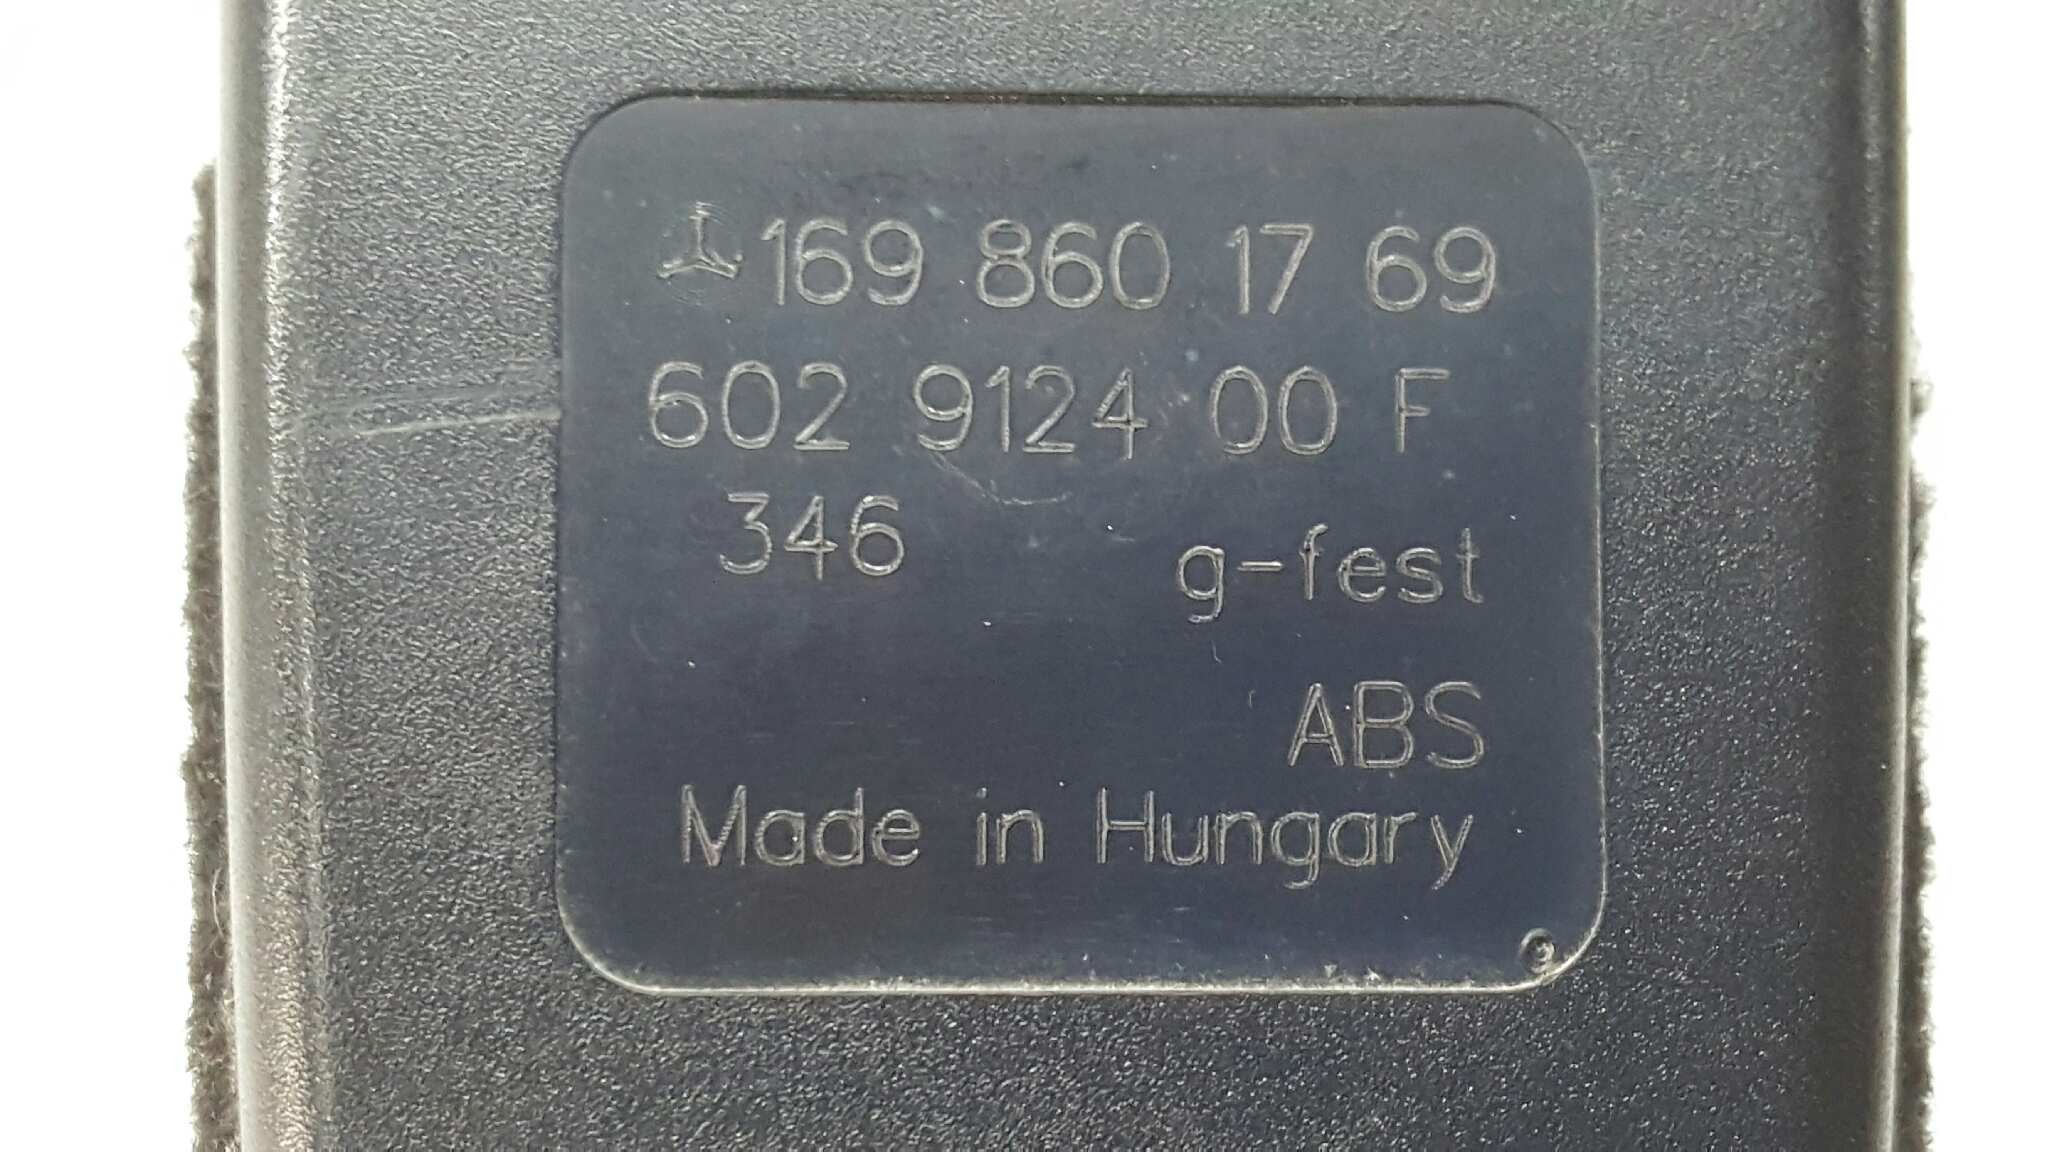 169 860 17 69
602 9124 00 F
346 g-fest
ABS
Made in Hungary